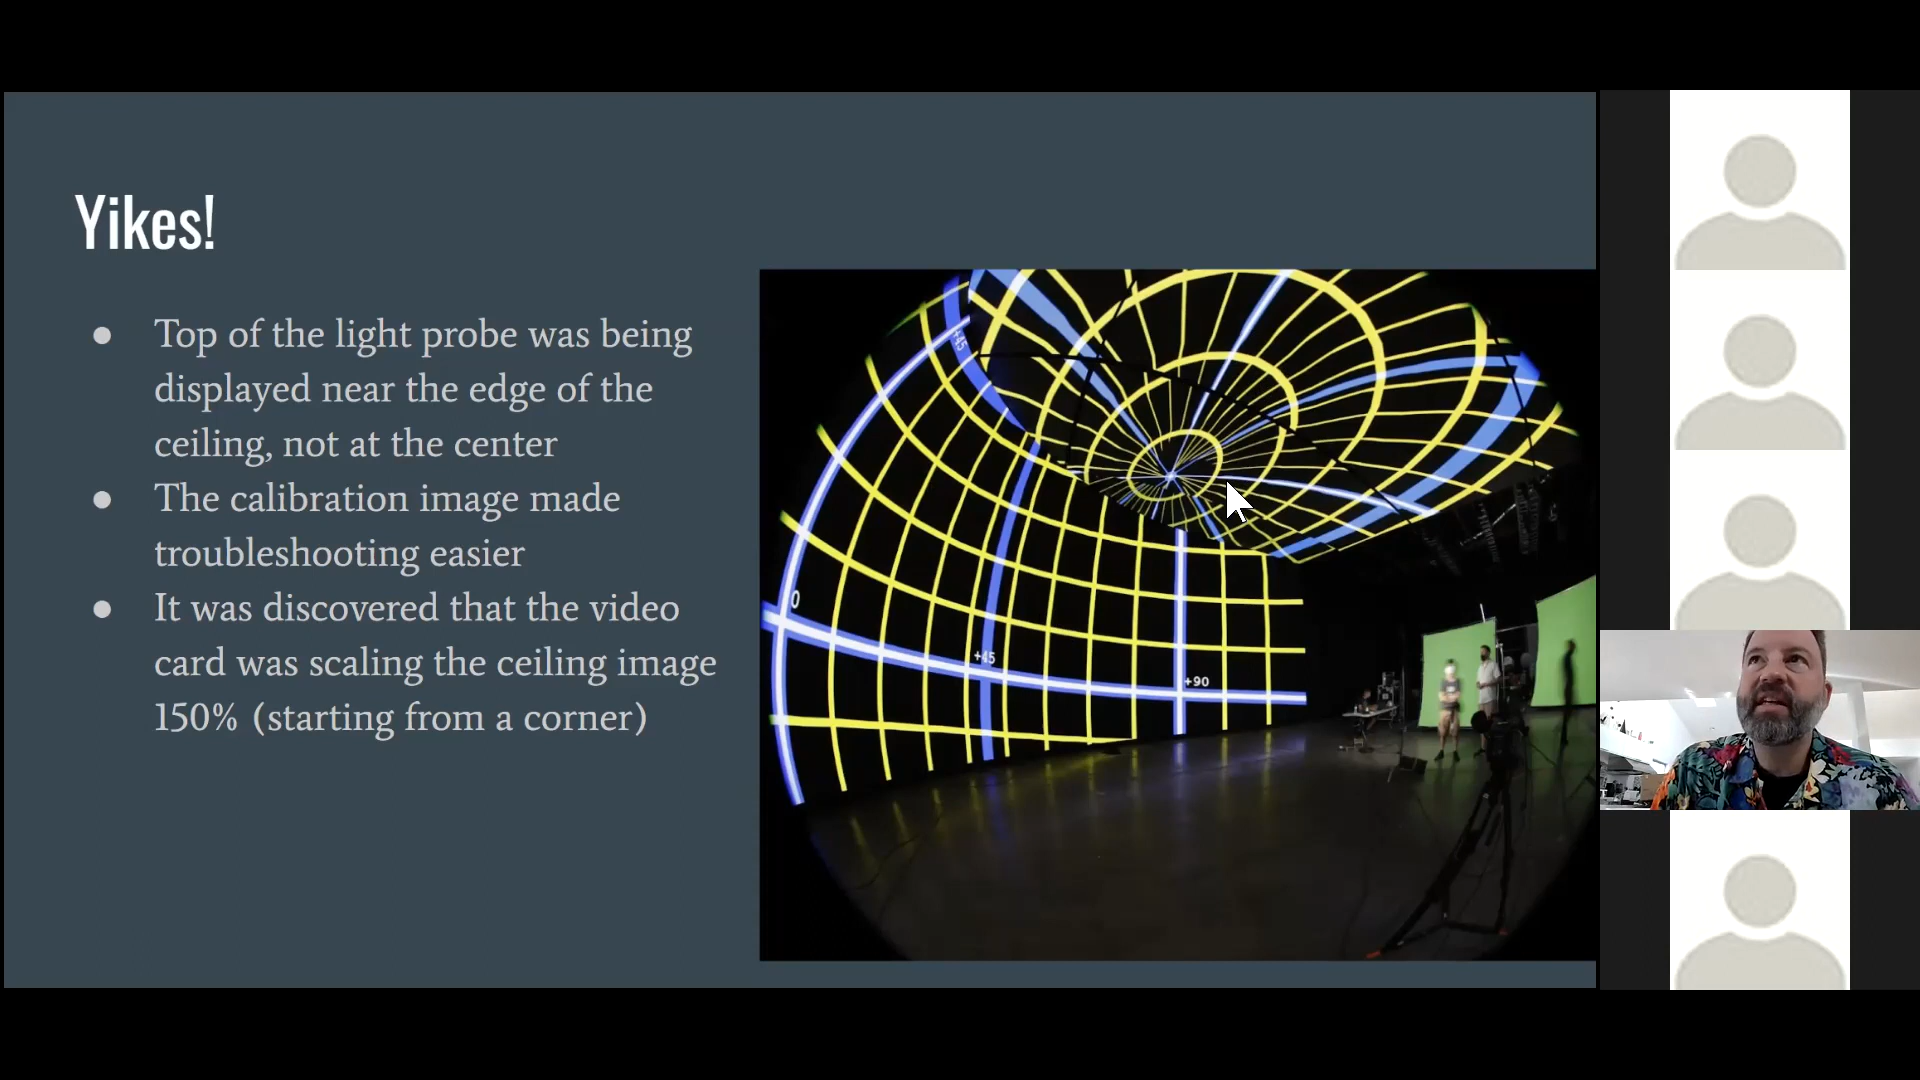 Yikes!
● Top of the light probe was being
displayed near the edge of the
ceiling, not at the center
● The calibration image made
troubleshooting easier
● It was discovered that the video
card was scaling the ceiling image
150% (starting from a corner)
+45
0
+45
+90